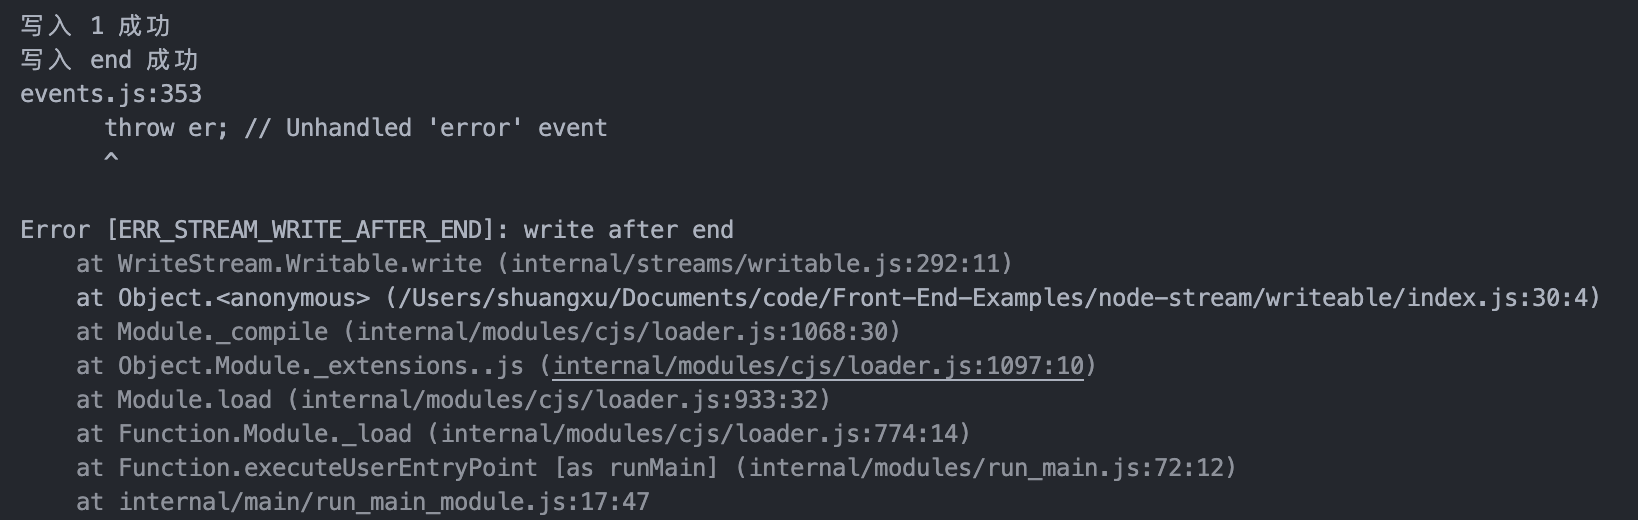 写入 1 成功
写入 end 成功
events.js:353
      throw er; // Unhandled 'error' event
      ^
Error [ERR_STREAM_WRITE_AFTER_END]: write after end
    at WriteStream.Writable.write (internal/streams/writable.js:292:11)
    at Object.<anonymous> (/Users/shuangxu/Documents/code/Front-End-Examples/node-stream/writeable/index.js:30:4)
    at Module._compile (internal/modules/cjs/loader.js:1068:30)
    at Object.Module._extensions..js (internal/modules/cjs/loader.js:1097:10)
    at Module.load (internal/modules/cjs/loader.js:933:32)
    at Function.Module._load (internal/modules/cjs/loader.js:774:14)
    at Function.executeUserEntryPoint [as runMain] (internal/modules/run_main.js:72:12)
    at internal/main/run_main_module.js:17:47